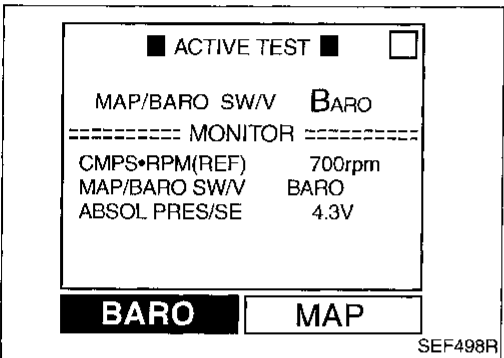 ■ ACTIVE TEST ■
MAP/BARO SW/V BARO
========= MONITOR =========
CMPS•RPM(REF) 700rpm
MAP/BARO SW/V BARO
ABSOL PRES/SE 4.3V
BARO MAP
SEF498R